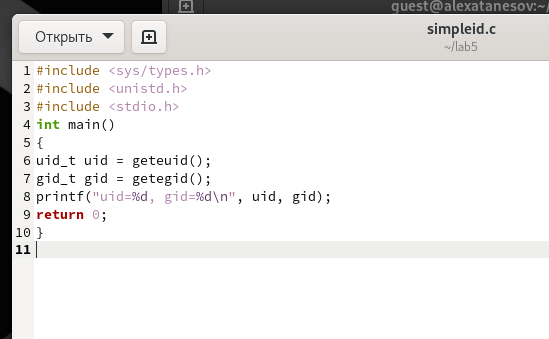 guest@alexatanesov:~/
Открыть
simpleid.c
~/lab5
1 #include <sys/types.h>
2 #include <unistd.h>
3 #include <stdio.h>
4 int main()
5 {
6 uid_t uid = geteuid();
7 gid_t gid = getegid();
8 printf("uid=%d, gid=%d\n", uid, gid);
9 return 0;
10 }
11